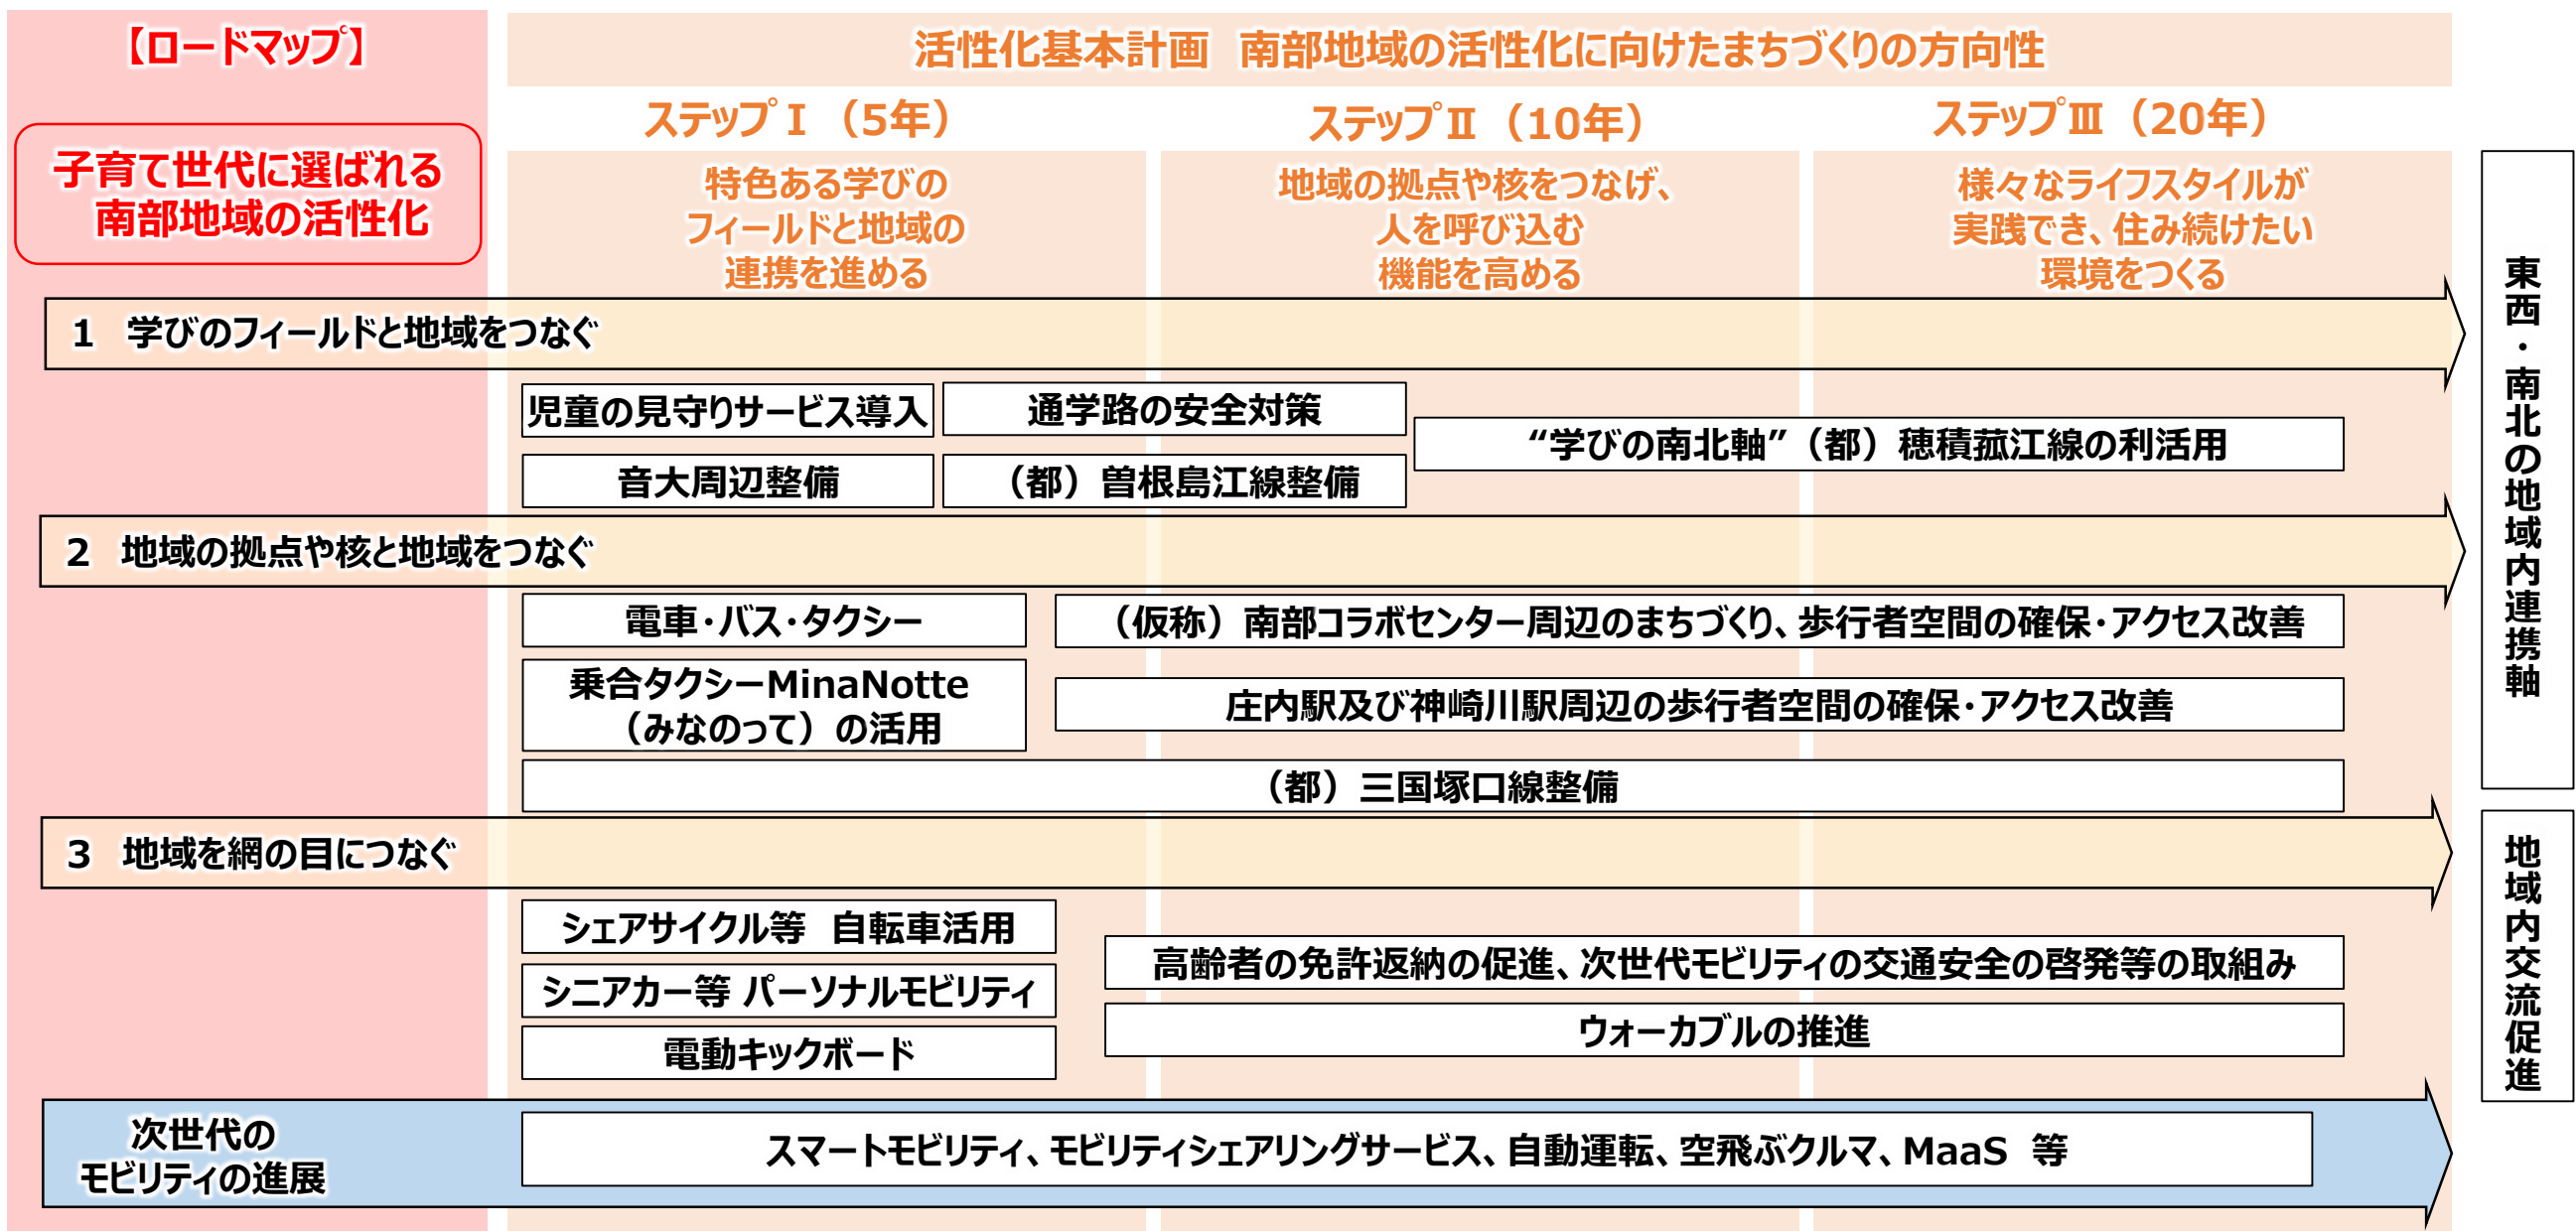 【ロードマップ】
子育て世代に選ばれる
南部地域の活性化
活性化基本計画　南部地域の活性化に向けたまちづくりの方向性
ステップⅠ（5年）
特色ある学びの
フィールドと地域の
連携を進める
ステップⅡ（10年）
地域の拠点や核をつなげ、
人を呼び込む
機能を高める
ステップⅢ（20年）
様々なライフスタイルが
実践でき、住み続けたい
環境をつくる
1　学びのフィールドと地域をつなぐ
児童の見守りサービス導入
通学路の安全対策
“学びの南北軸”（都）穂積菰江線の利活用
音大周辺整備
（都）曽根島江線整備
2　地域の拠点や核と地域をつなぐ
電車・バス・タクシー
（仮称）南部コラボセンター周辺のまちづくり、歩行者空間の確保・アクセス改善
乗合タクシーMinaNotte
（みなのって）の活用
庄内駅及び神崎川駅周辺の歩行者空間の確保・アクセス改善
（都）三国塚口線整備
3　地域を網の目につなぐ
シェアサイクル等　自転車活用
シニアカー等 パーソナルモビリティ
電動キックボード
高齢者の免許返納の促進、次世代モビリティの交通安全の啓発等の取組み
ウォーカブルの推進
次世代の
モビリティの進展
スマートモビリティ、モビリティシェアリングサービス、自動運転、空飛ぶクルマ、MaaS　等
東西・南北の地域内連携軸
地域内交流促進